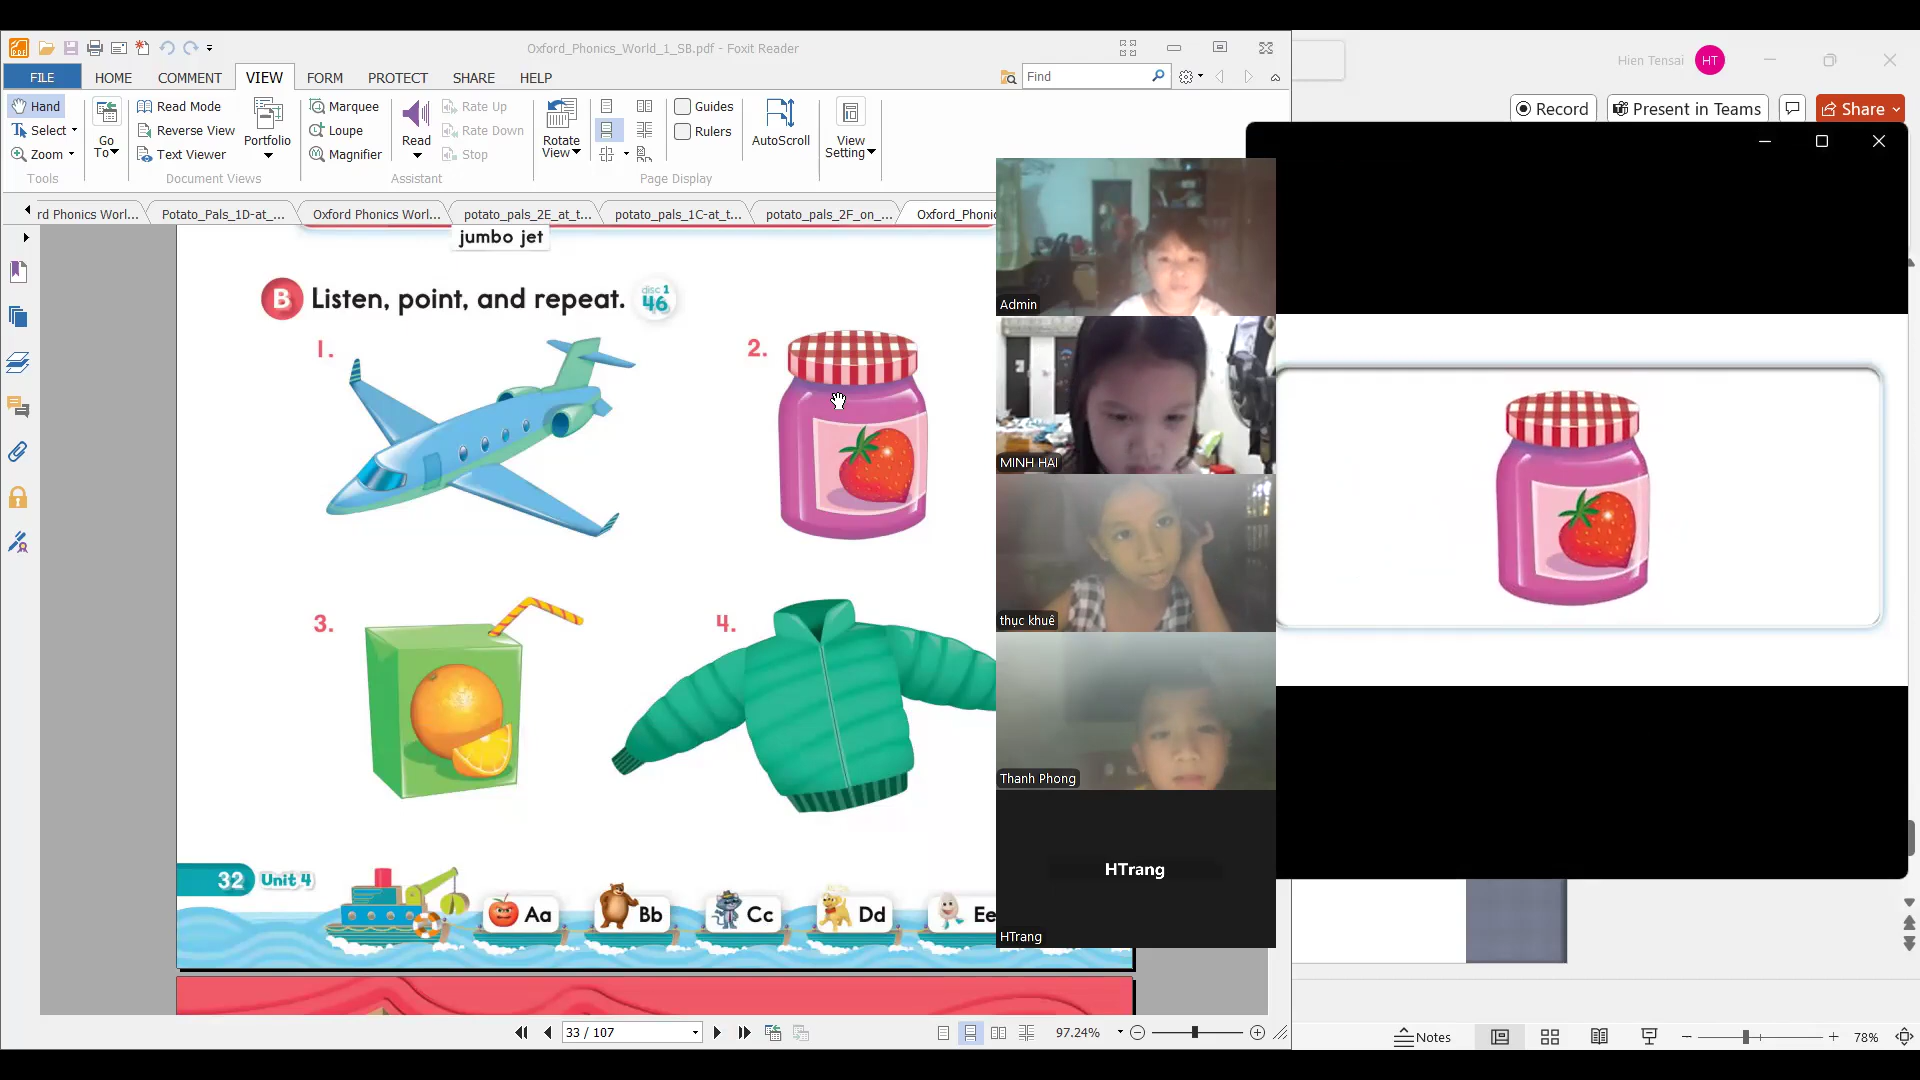 Oxford_Phonics_World_1_SB.pdf - Foxit Reader
FILE HOME COMMENT VIEW FORM PROTECT SHARE HELP
Find
Hand
Select
Zoom
Tools
Go To
Read Mode
Reverse View
Text Viewer
Portfolio
Document Views
Marquee
Loupe
Magnifier
Read
Rate Up
Rate Down
Stop
Assistant
Rotate View
Page Display
Guides
Rulers
AutoScroll
View Setting
rd Phonics Worl... Potato_Pals_1D-at_... Oxford Phonics Worl... potato_pals_2E_at_t... potato_pals_1C-at_t... potato_pals_2F_on_... Oxford_Phonic
jumbo jet
B Listen, point, and repeat. disc 1 46
1.
2.
3.
4.
32 Unit 4
Aa Bb Cc Dd Ee
33 / 107
97.24%
Admin
MINH HAI
thục khuê
Thanh Phong
HTrang
HTrang
Hien Tensai HT
Record Present in Teams Share
Notes
78%